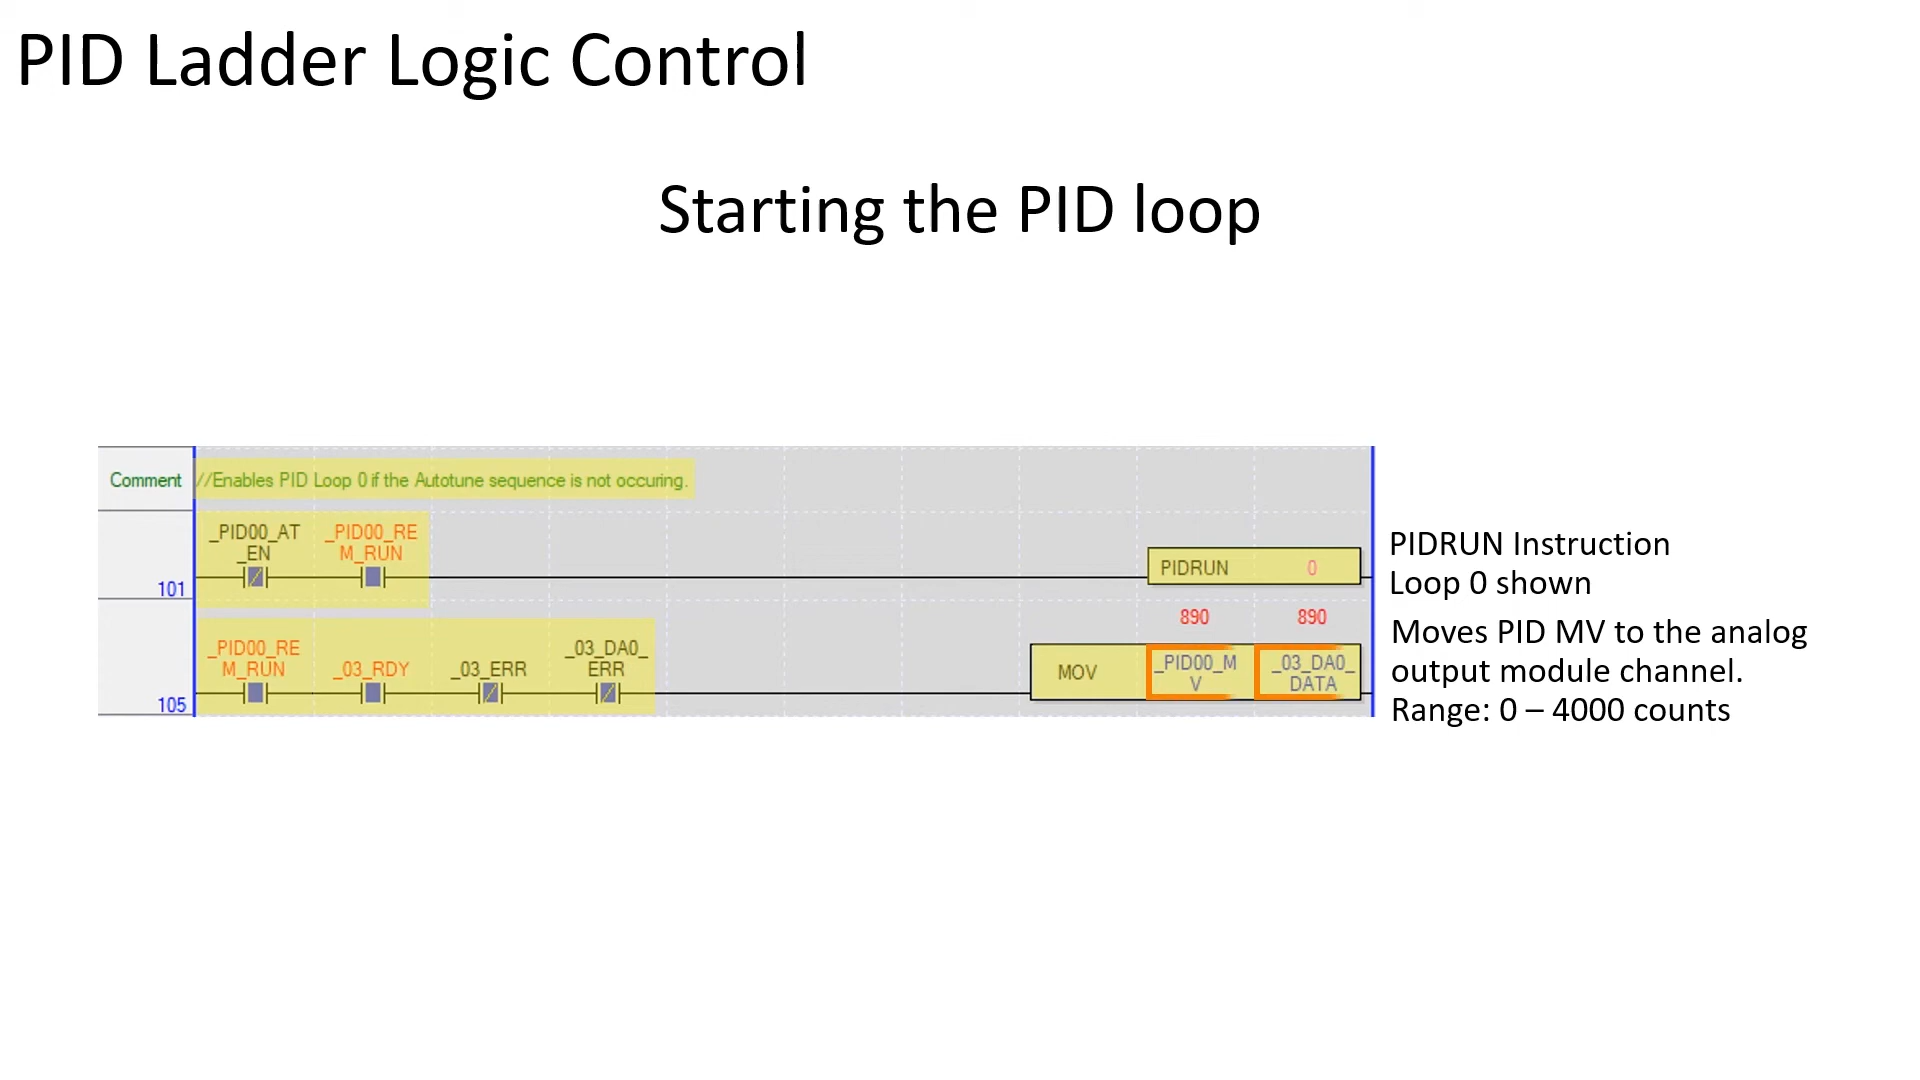 PID Ladder Logic Control
Starting the PID loop
Comment //Enables PID Loop 0 if the Autotune sequence is not occuring.
_PID00_AT _PID00_RE
_EN M_RUN
PIDRUN 0
101
PIDRUN Instruction
Loop 0 shown
890 890
_PID00_RE _03_RDY _03_ERR _03_DA0_
M_RUN ERR
MOV _PID00_M _03_DA0_
V DATA
105
Moves PID MV to the analog
output module channel.
Range: 0 – 4000 counts